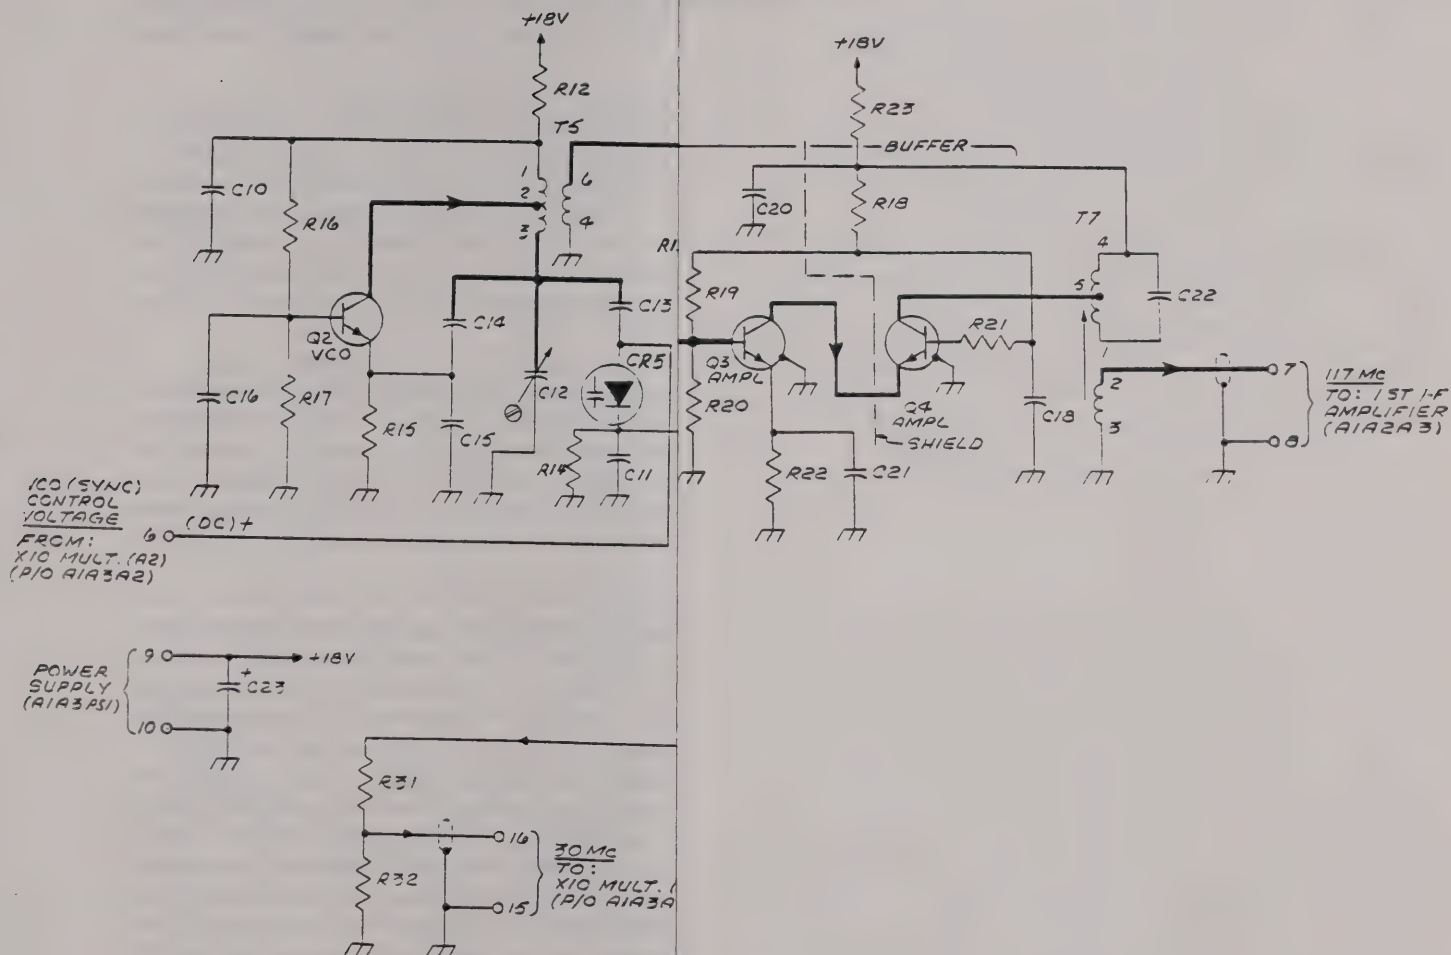 +18V
R12
T5
1
2
3
6
4
C10
R16
Q2
VCO
C14
C13
C16
R17
R15
C15
C12
CR5
R14
C11
ICO (SYNC)
CONTROL
VOLTAGE
FROM:
X10 MULT. (A2)
(P/O A1A3A2)
6
(DC)+
+18V
R23
BUFFER
C20
R18
T7
4
5
1
C22
R1
R19
R21
Q3
AMPL
Q4
AMPL
R20
C18
2
3
SHIELD
R22
C21
7
8
117 MC
TO: 1ST I-F
AMPLIFIER
(A1A2A3)
POWER
SUPPLY
(A1A3PS1)
9
10
+
C23
+18V
R31
R32
16
15
30 MC
TO:
X10 MULT. (
(P/O A1A3A